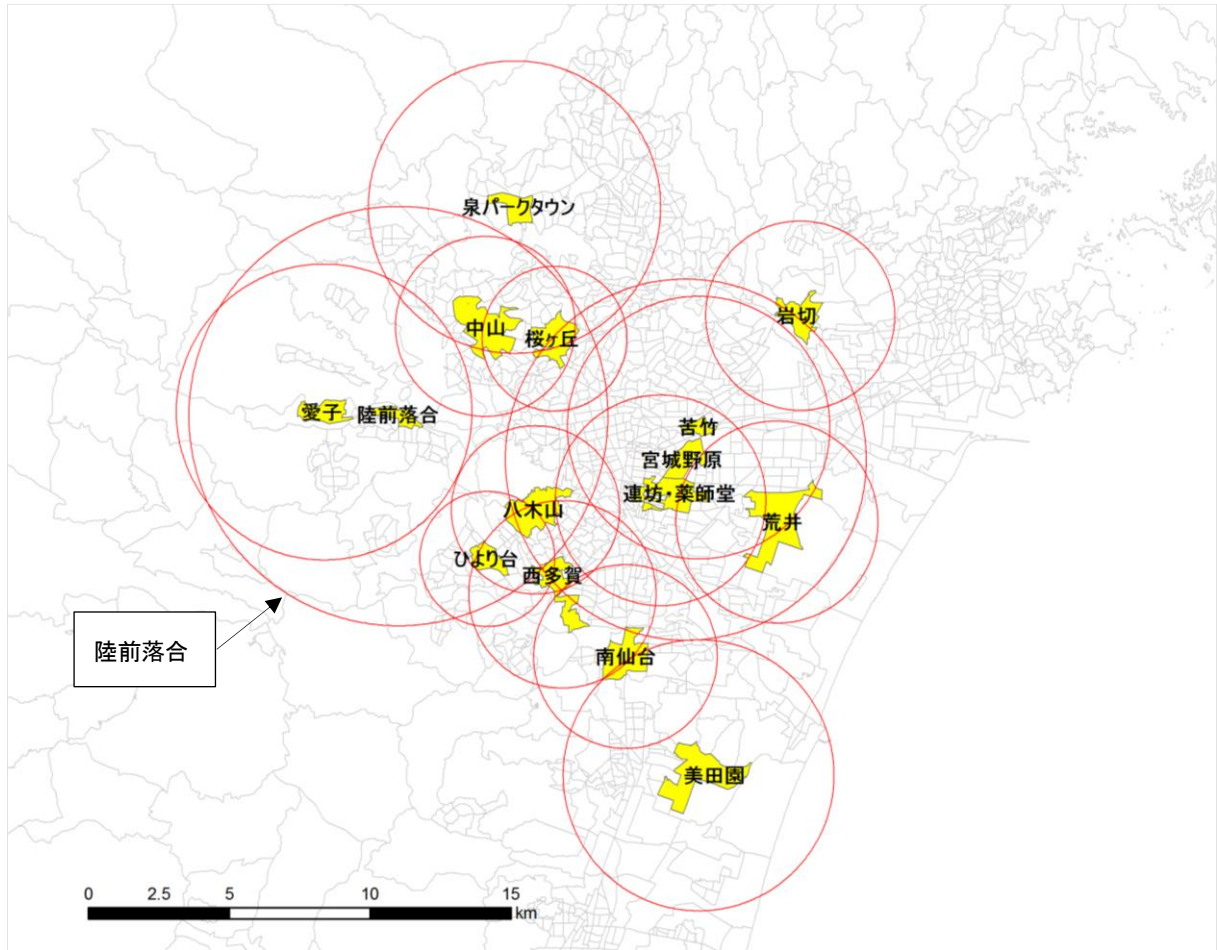 泉パークタウン
岩切
中山
桜ヶ丘
愛子
陸前落合
苦竹
宮城野原
連坊・薬師堂
八木山
荒井
ひより台
西多賀
陸前落合
南仙台
美田園
0 2.5 5 10 15
km